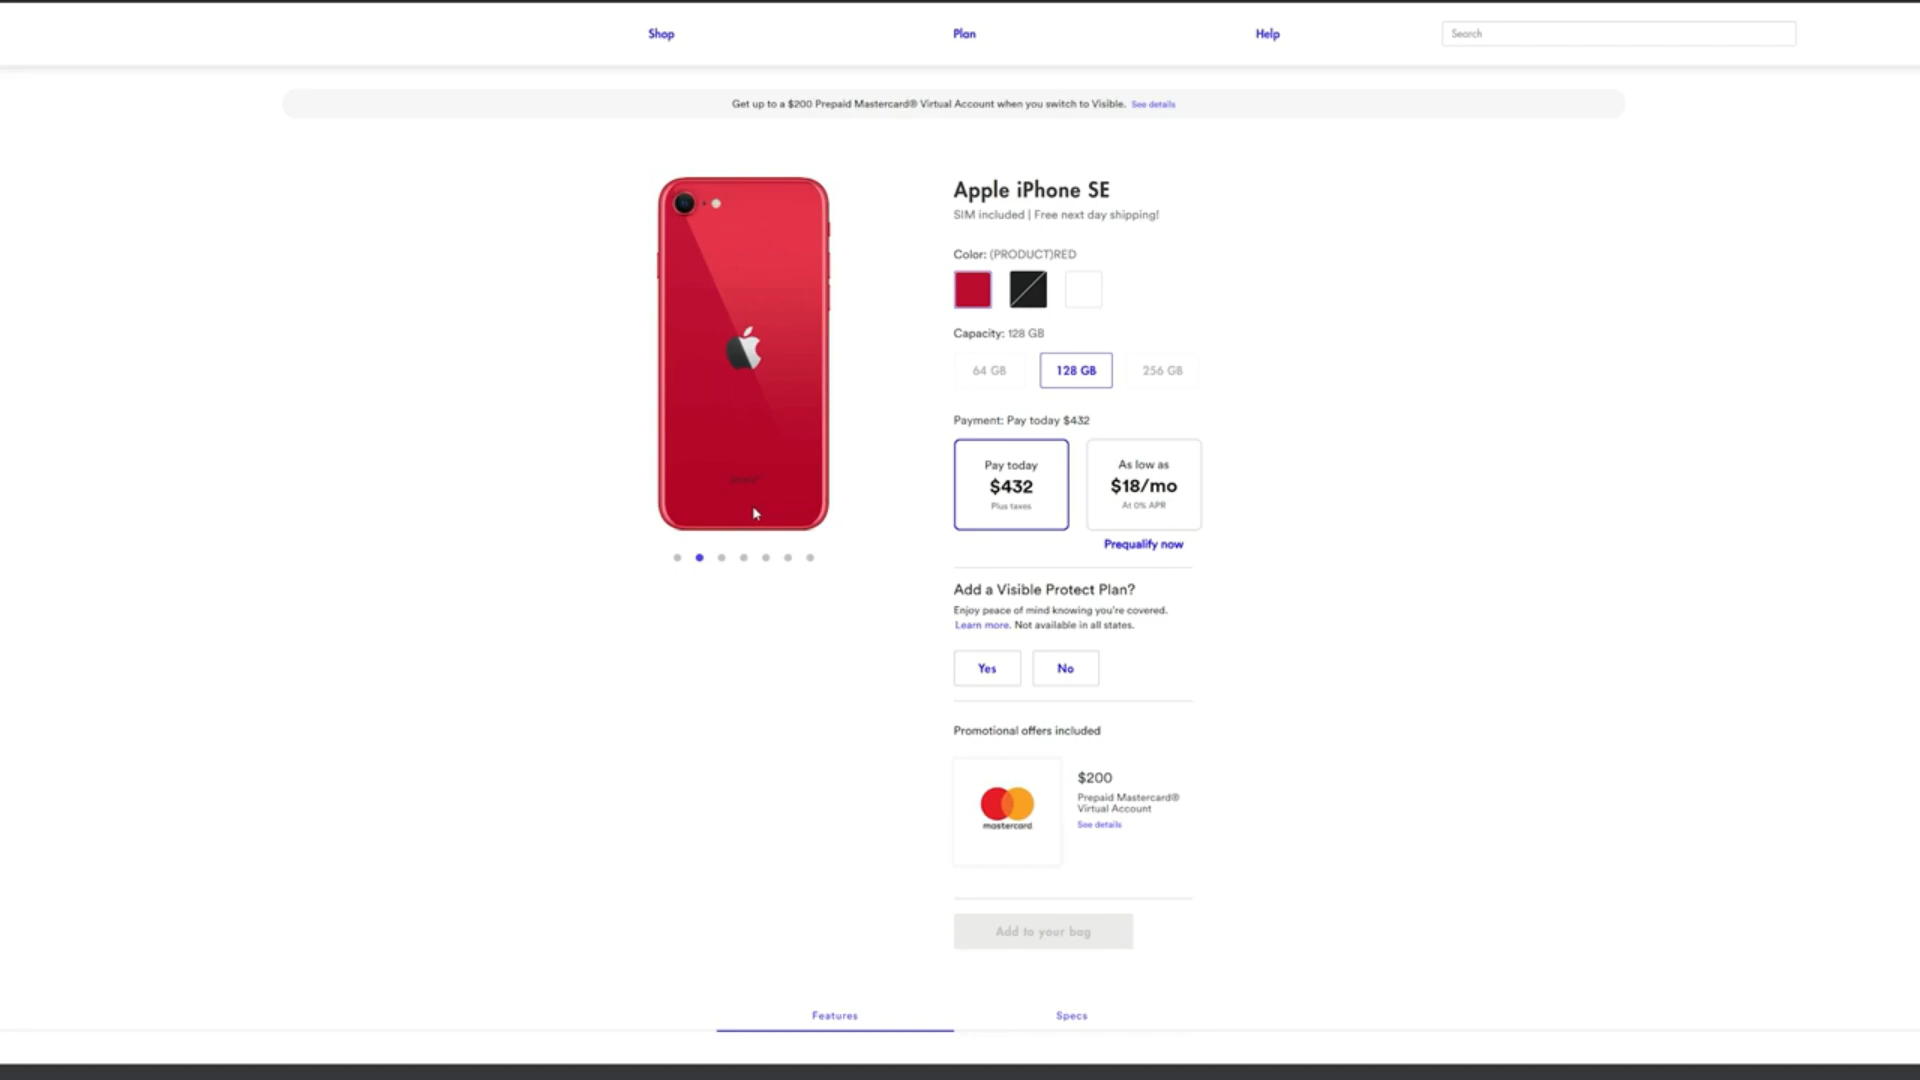 Shop
Plan
Help
Search
Get up to a $200 Prepaid Mastercard® Virtual Account when you switch to Visible. See details
Apple iPhone SE
SIM included | Free next day shipping!
Color: (PRODUCT)RED
Capacity: 128 GB
64 GB
128 GB
256 GB
Payment: Pay today $432
Pay today
$432
Plus taxes
As low as
$18/mo
At 0% APR
Prequalify now
Add a Visible Protect Plan?
Enjoy peace of mind knowing you're covered.
Learn more. Not available in all states.
Yes
No
Promotional offers included
mastercard
$200
Prepaid Mastercard®
Virtual Account
See details
Add to your bag
Features
Specs